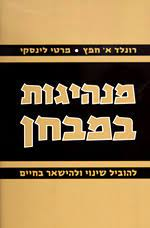 רונלד א' חפץ • מרטי לינסקי
מנהיגות
במבחן
להוביל שינוי ולהישאר בחיים